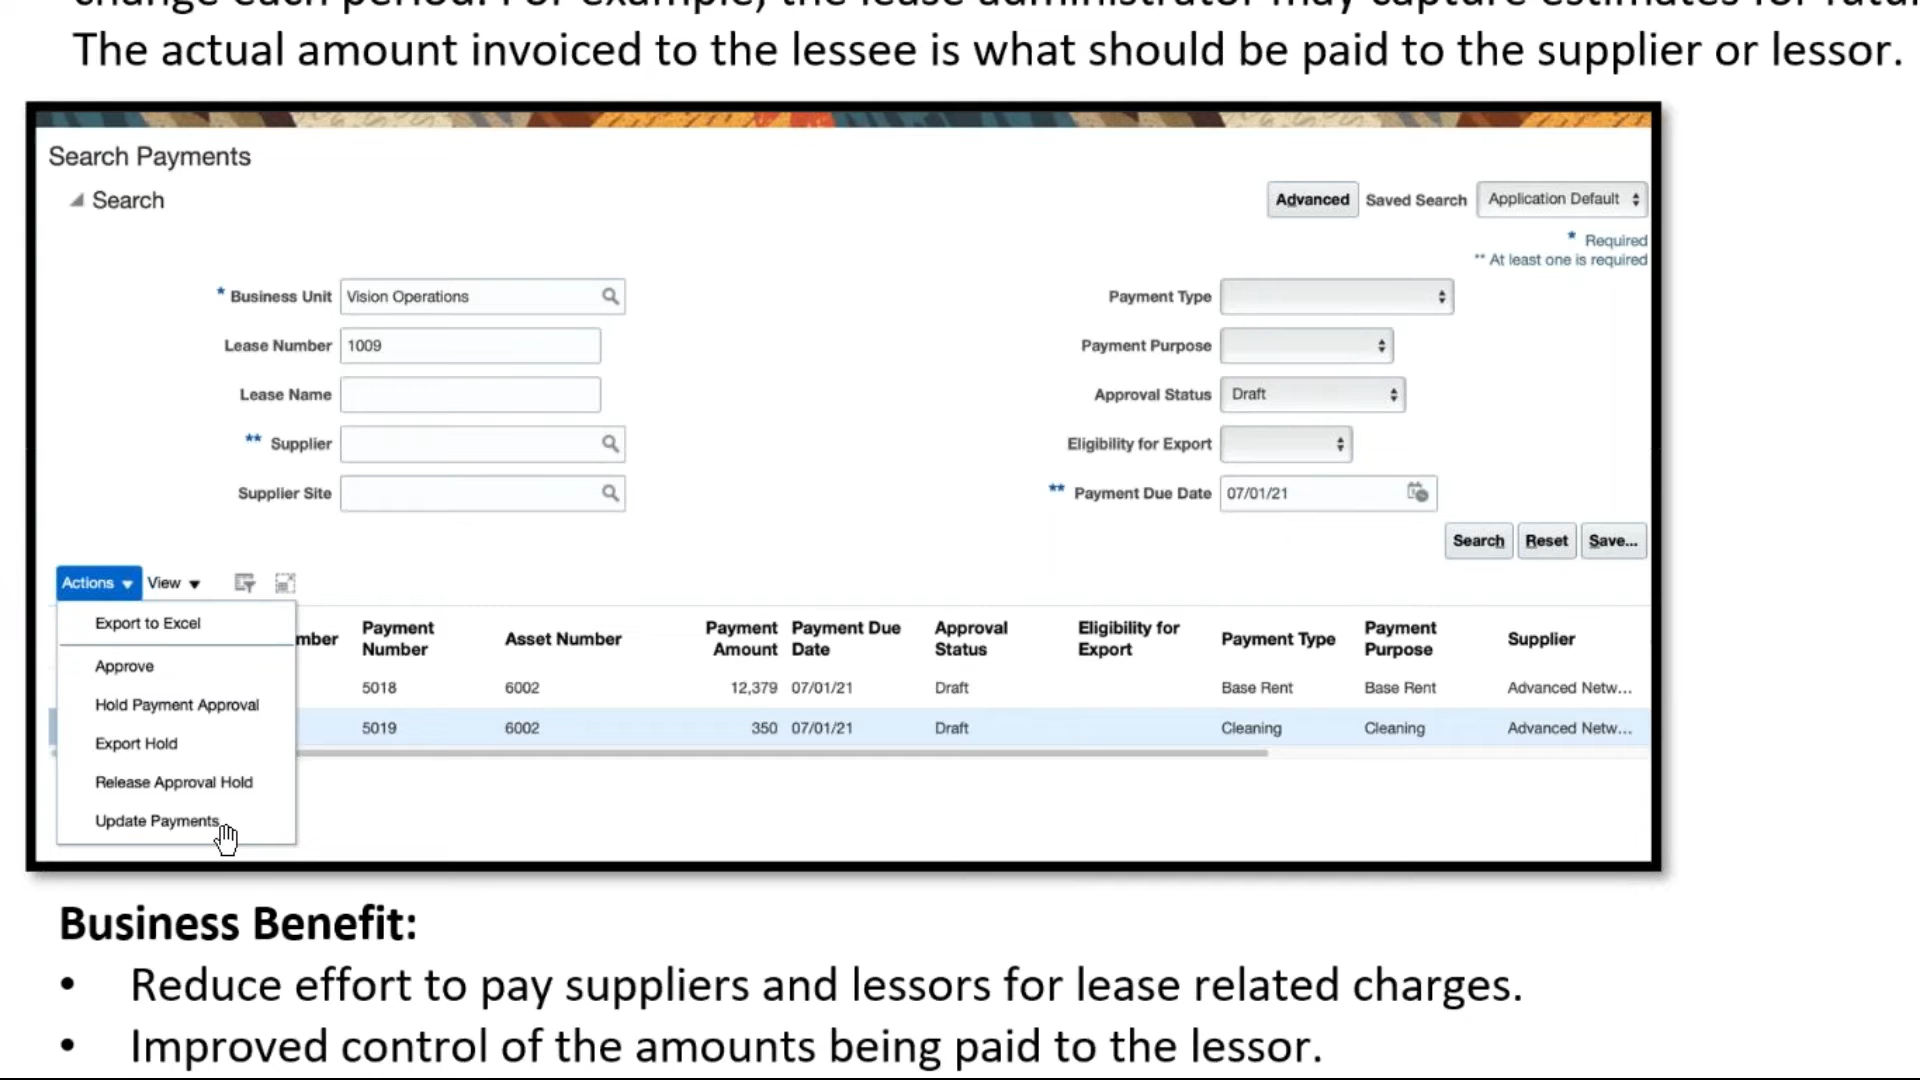 The actual amount invoiced to the lessee is what should be paid to the supplier or lessor.
Search Payments
Search
Advanced Saved Search Application Default
* Required
** At least one is required
* Business Unit Vision Operations Payment Type
Lease Number 1009 Payment Purpose
Lease Name Approval Status Draft
** Supplier Eligibility for Export
Supplier Site ** Payment Due Date 07/01/21
Search Reset Save...
Actions View
Export to Excel
Approve
Hold Payment Approval
Export Hold
Release Approval Hold
Update Payments
mber Payment Number Asset Number Payment Amount Payment Due Date Approval Status Eligibility for Export Payment Type Payment Purpose Supplier
5018 6002 12,379 07/01/21 Draft Base Rent Base Rent Advanced Netw...
5019 6002 350 07/01/21 Draft Cleaning Cleaning Advanced Netw...
Business Benefit:
• Reduce effort to pay suppliers and lessors for lease related charges.
• Improved control of the amounts being paid to the lessor.